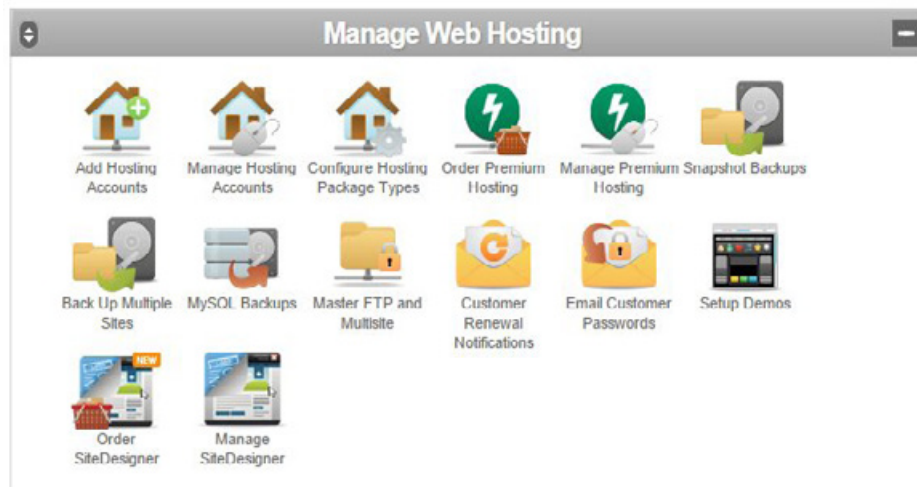 Manage Web Hosting
Add Hosting
Accounts
Manage Hosting
Accounts
Configure Hosting
Package Types
Order Premium
Hosting
Manage Premium
Hosting
Snapshot Backups
Back Up Multiple
Sites
MySQL Backups
Master FTP and
Multisite
Customer
Renewal
Notifications
Email Customer
Passwords
Setup Demos
NEW
Order
SiteDesigner
Manage
SiteDesigner